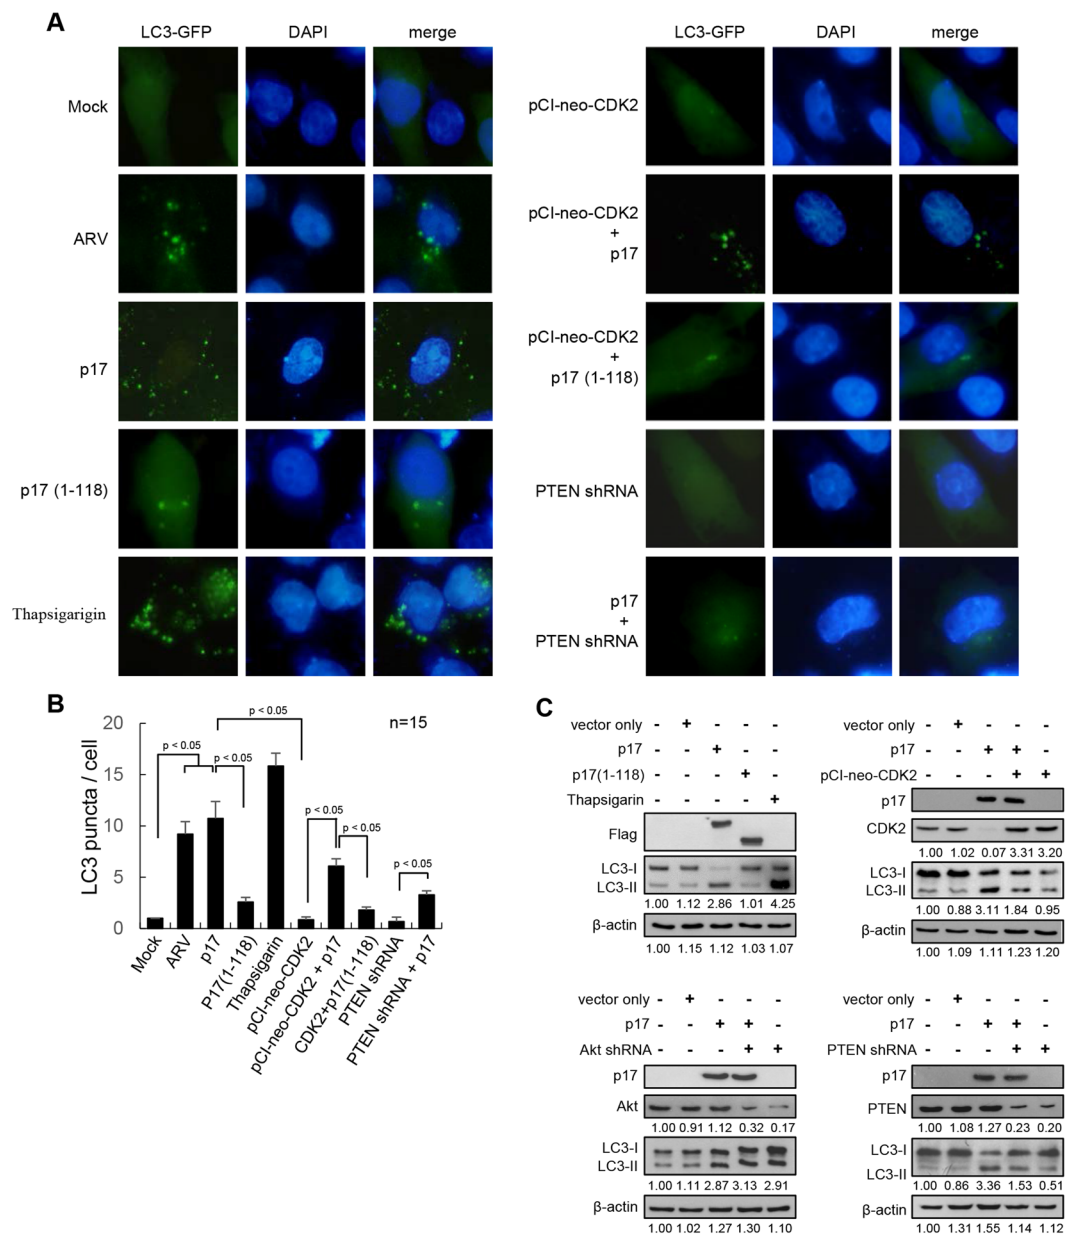 A
LC3-GFP DAPI merge
Mock
ARV
p17
p17 (1-118)
Thapsigarigin
LC3-GFP DAPI merge
pCI-neo-CDK2
pCI-neo-CDK2
+
p17
pCI-neo-CDK2
+
p17 (1-118)
PTEN shRNA
p17
+
PTEN shRNA
B
n=15
LC3 puncta / cell
20
15
10
5
0
p < 0.05
p < 0.05
p < 0.05
p < 0.05
p < 0.05
p < 0.05
Mock
ARV
p17
P17(1-118)
Thapsigarin
pCI-neo-CDK2
pCI-neo-CDK2 + p17
CDK2+p17(1-118)
PTEN shRNA
PTEN shRNA + p17
C
vector only - + - - -
p17 - - + - -
p17(1-118) - - - + -
Thapsigarin - - - - +
Flag
LC3-I
LC3-II
1.00 1.12 2.86 1.01 4.25
β-actin
1.00 1.15 1.12 1.03 1.07
vector only - + - - -
p17 - - + + -
pCI-neo-CDK2 - - - + +
p17
CDK2
1.00 1.02 0.07 3.31 3.20
LC3-I
LC3-II
1.00 0.88 3.11 1.84 0.95
β-actin
1.00 1.09 1.11 1.23 1.20
vector only - + - - -
p17 - - + + -
Akt shRNA - - - + +
p17
Akt
1.00 0.91 1.12 0.32 0.17
LC3-I
LC3-II
1.00 1.11 2.87 3.13 2.91
β-actin
1.00 1.02 1.27 1.30 1.10
vector only - + - - -
p17 - - + + -
PTEN shRNA - - - + +
p17
PTEN
1.00 1.08 1.27 0.23 0.20
LC3-I
LC3-II
1.00 0.86 3.36 1.53 0.51
β-actin
1.00 1.31 1.55 1.14 1.12